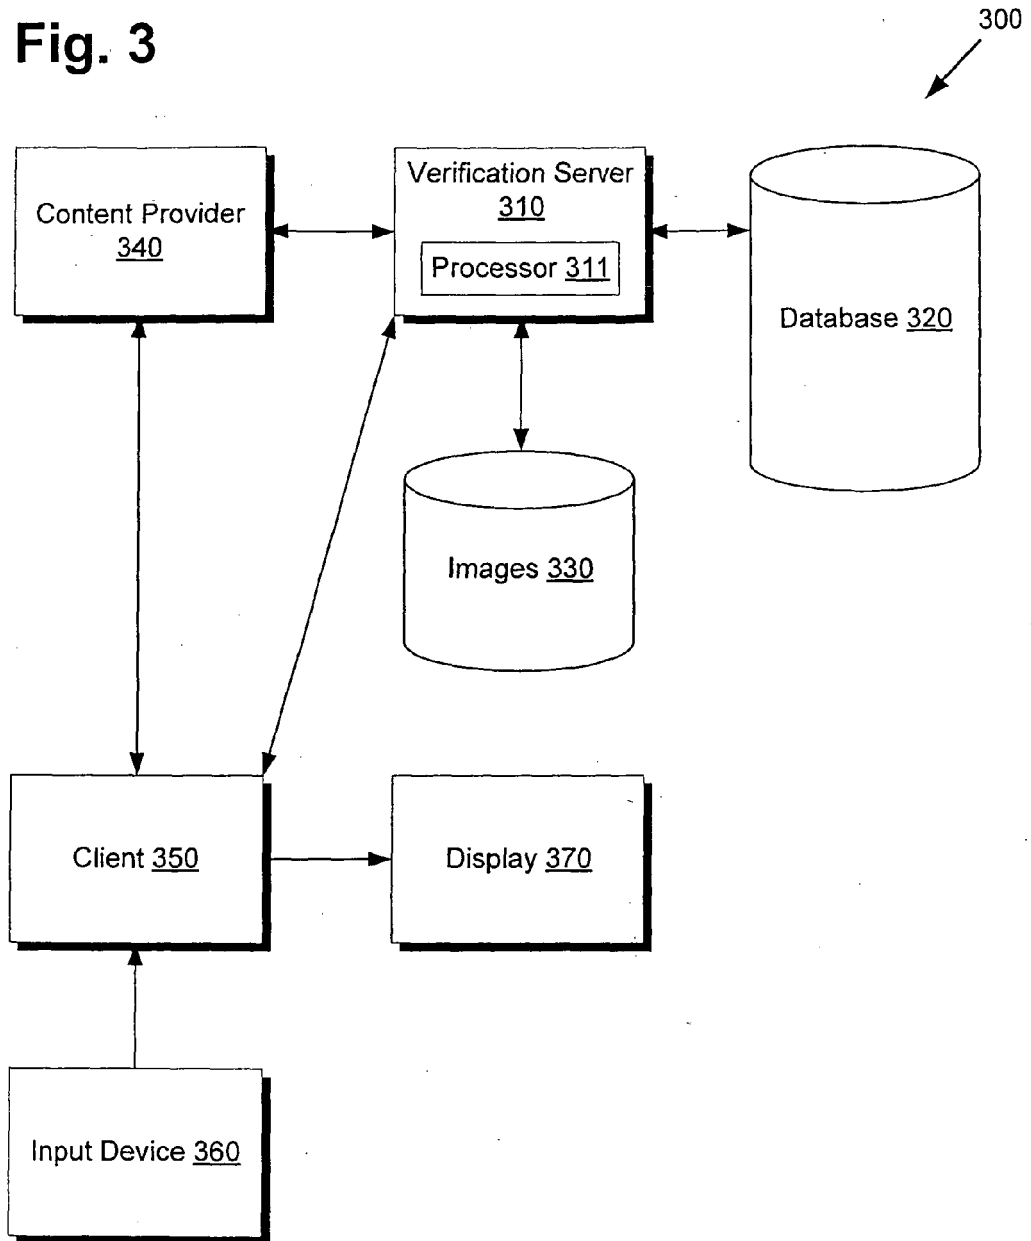 Fig. 3
300
Content Provider
340
Verification Server
310
Processor 311
Database 320
Images 330
Client 350
Display 370
Input Device 360